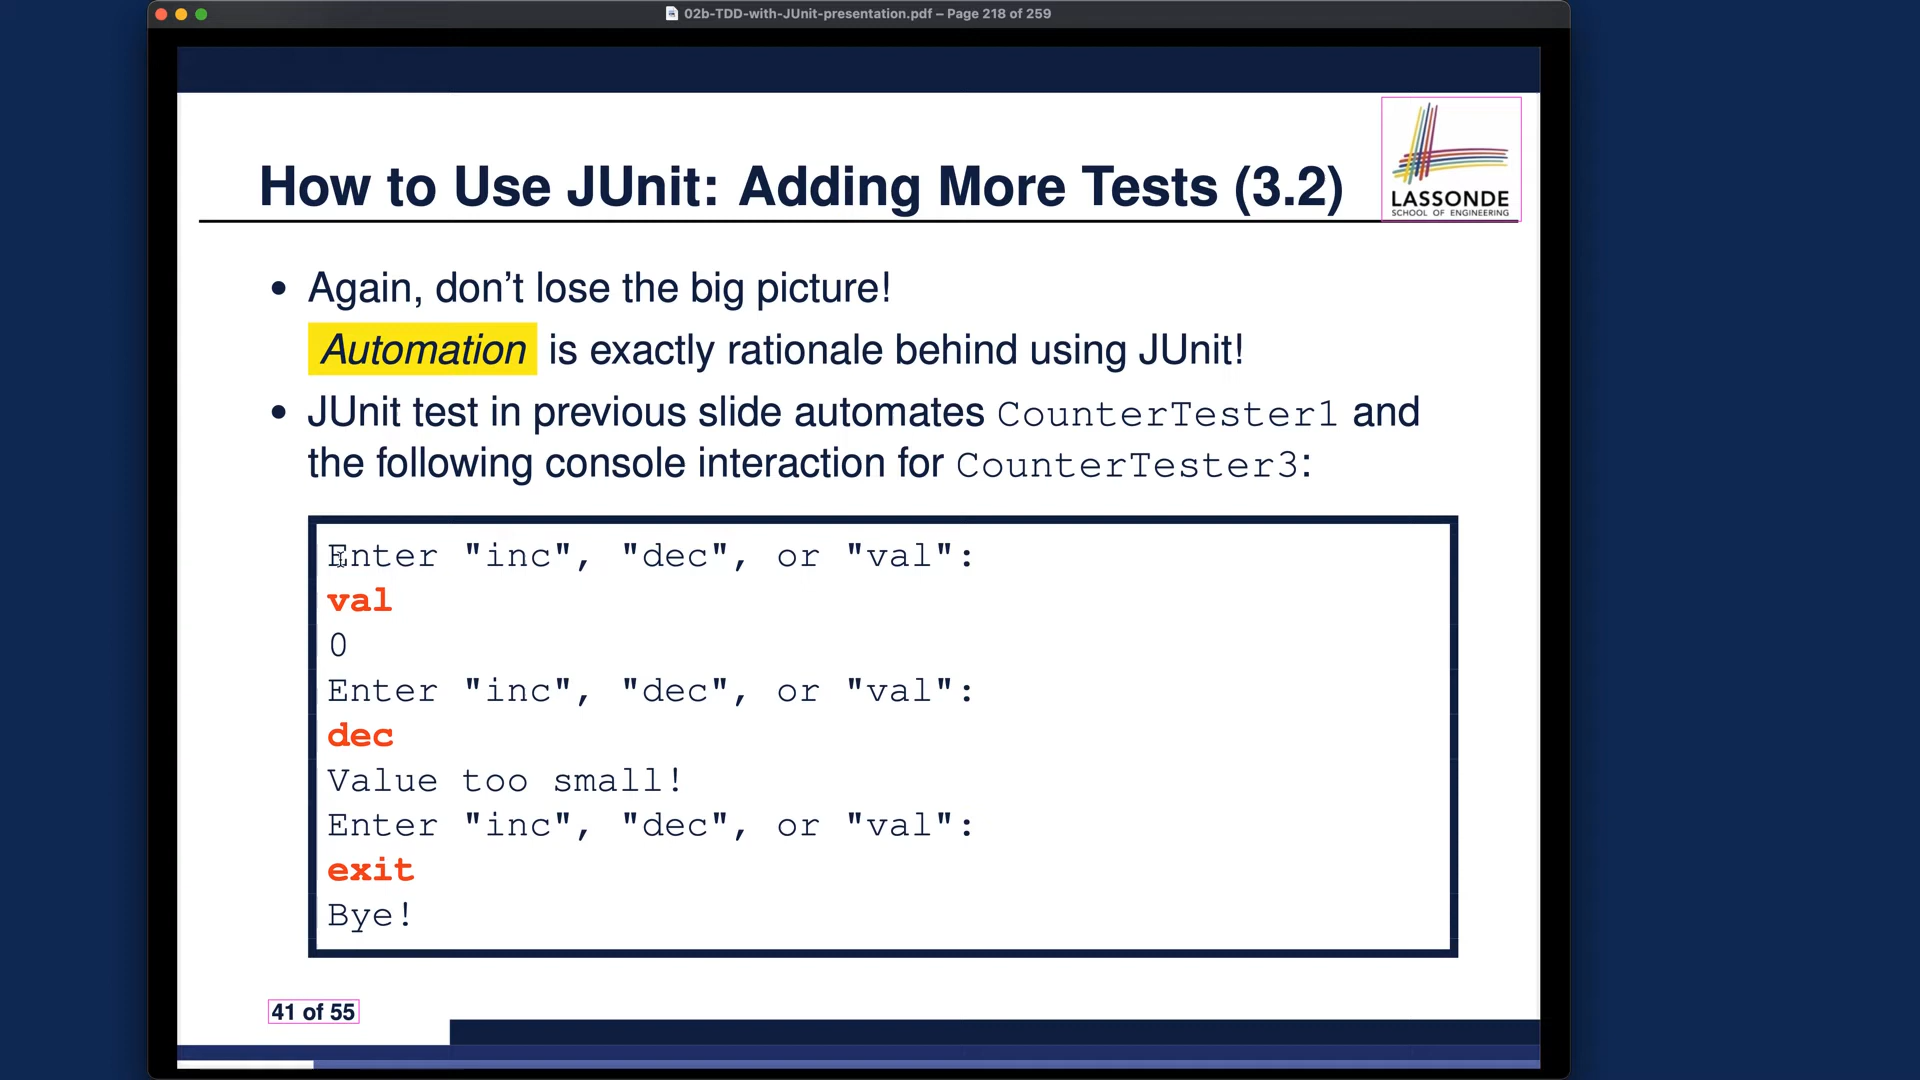 02b-TDD-with-JUnit-presentation.pdf – Page 218 of 259
How to Use JUnit: Adding More Tests (3.2)
LASSONDE
SCHOOL OF ENGINEERING
• Again, don’t lose the big picture!
Automation is exactly rationale behind using JUnit!
• JUnit test in previous slide automates CounterTester1 and
the following console interaction for CounterTester3:
Enter "inc", "dec", or "val":
val
0
Enter "inc", "dec", or "val":
dec
Value too small!
Enter "inc", "dec", or "val":
exit
Bye!
41 of 55